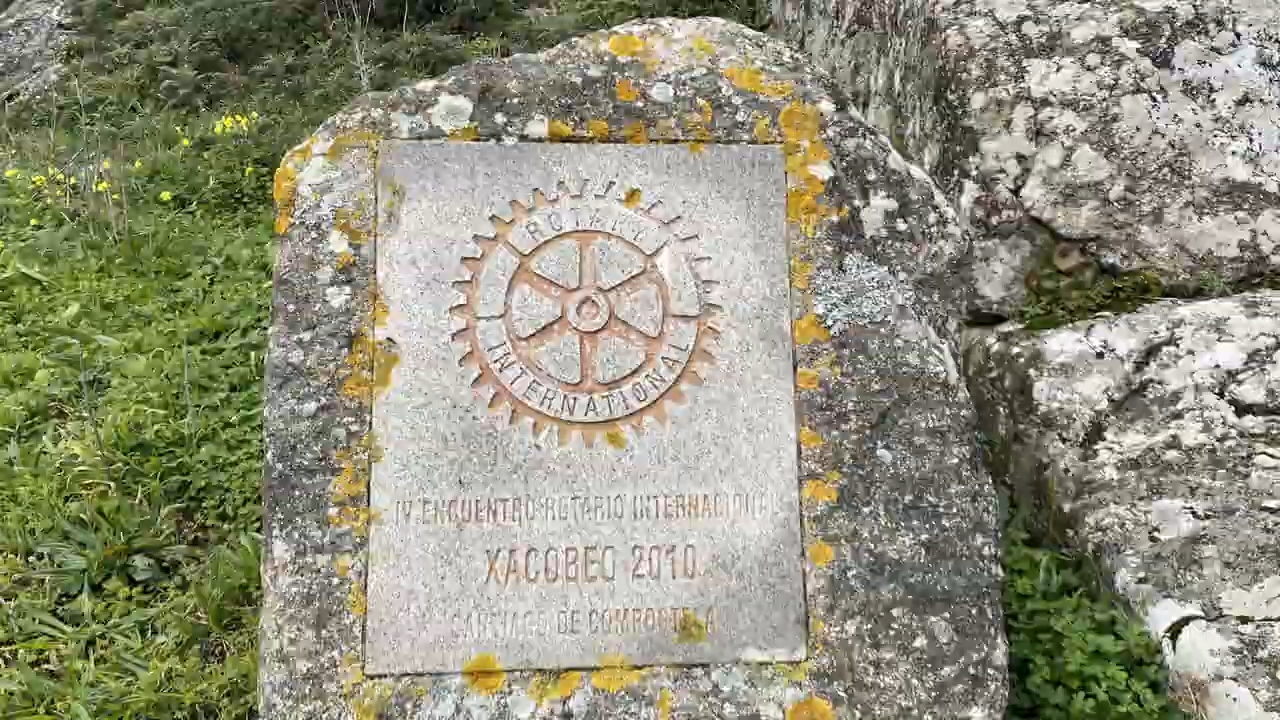 ROTARY
INTERNATIONAL
IV ENCUENTRO ROTARIO INTERNACIONAL
XACOBEO 2010.
SANTIAGO DE COMPOSTELA